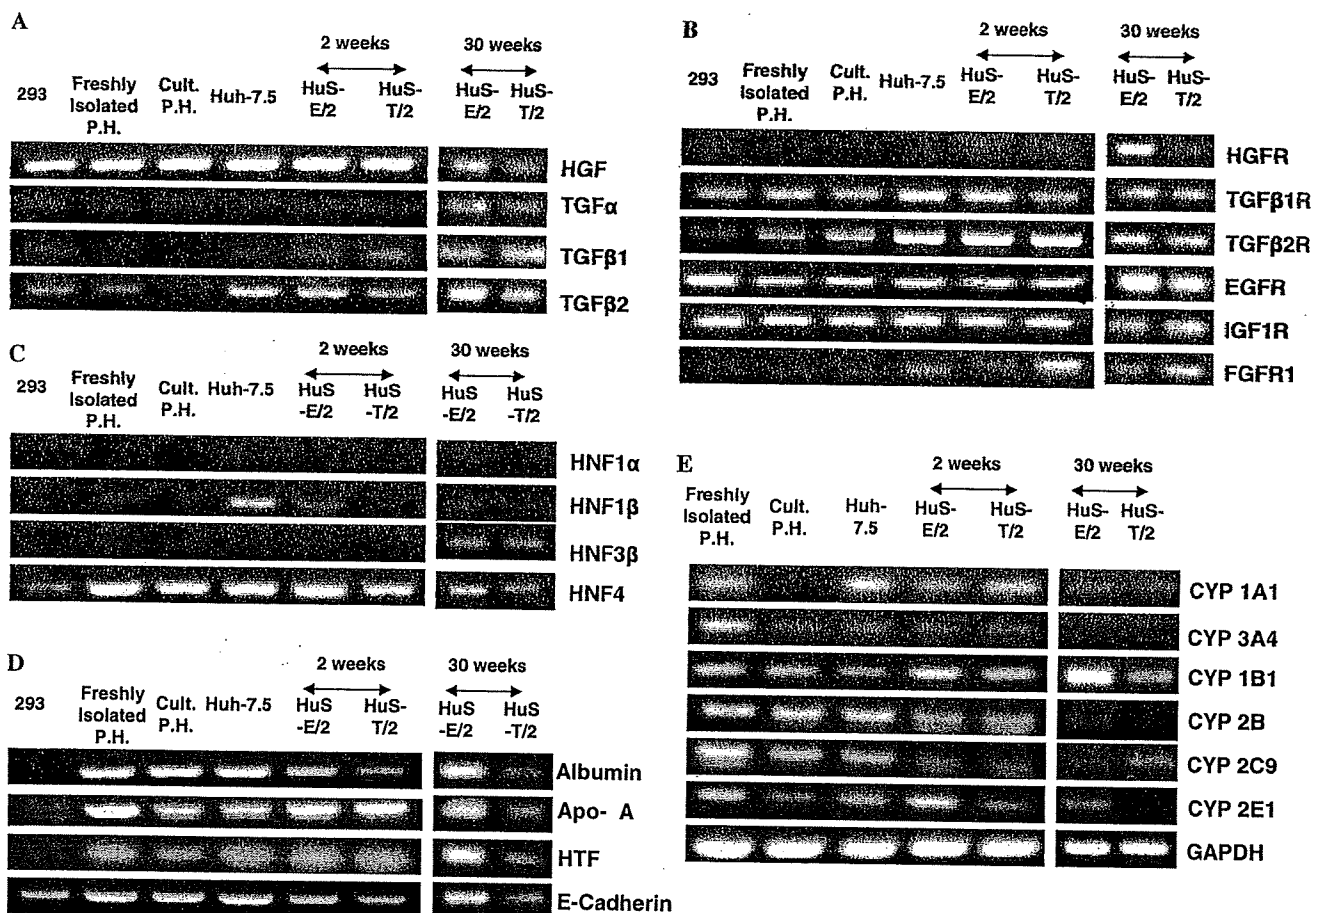 A
2 weeks
30 weeks
293
Freshly
Isolated
P.H.
Cult.
P.H.
Huh-7.5
HuS-
E/2
HuS-
T/2
HuS-
E/2
HuS-
T/2
HGF
TGFα
TGFβ1
TGFβ2
B
2 weeks
30 weeks
293
Freshly
Isolated
P.H.
Cult.
P.H.
Huh-7.5
HuS-
E/2
HuS-
T/2
HuS-
E/2
HuS-
T/2
HGFR
TGFβ1R
TGFβ2R
EGFR
IGF1R
FGFR1
C
2 weeks
30 weeks
293
Freshly
Isolated
P.H.
Cult.
P.H.
Huh-7.5
HuS
-E/2
HuS
-T/2
HuS
-E/2
HuS
-T/2
HNF1α
HNF1β
HNF3β
HNF4
D
2 weeks
30 weeks
293
Freshly
Isolated
P.H.
Cult.
P.H.
Huh-7.5
HuS
-E/2
HuS-
T/2
HuS
-E/2
HuS
-T/2
Albumin
Apo- A
HTF
E-Cadherin
E
2 weeks
30 weeks
Freshly
Isolated
P.H.
Cult.
P.H.
Huh-
7.5
HuS-
E/2
HuS-
T/2
HuS-
E/2
HuS-
T/2
CYP 1A1
CYP 3A4
CYP 1B1
CYP 2B
CYP 2C9
CYP 2E1
GAPDH